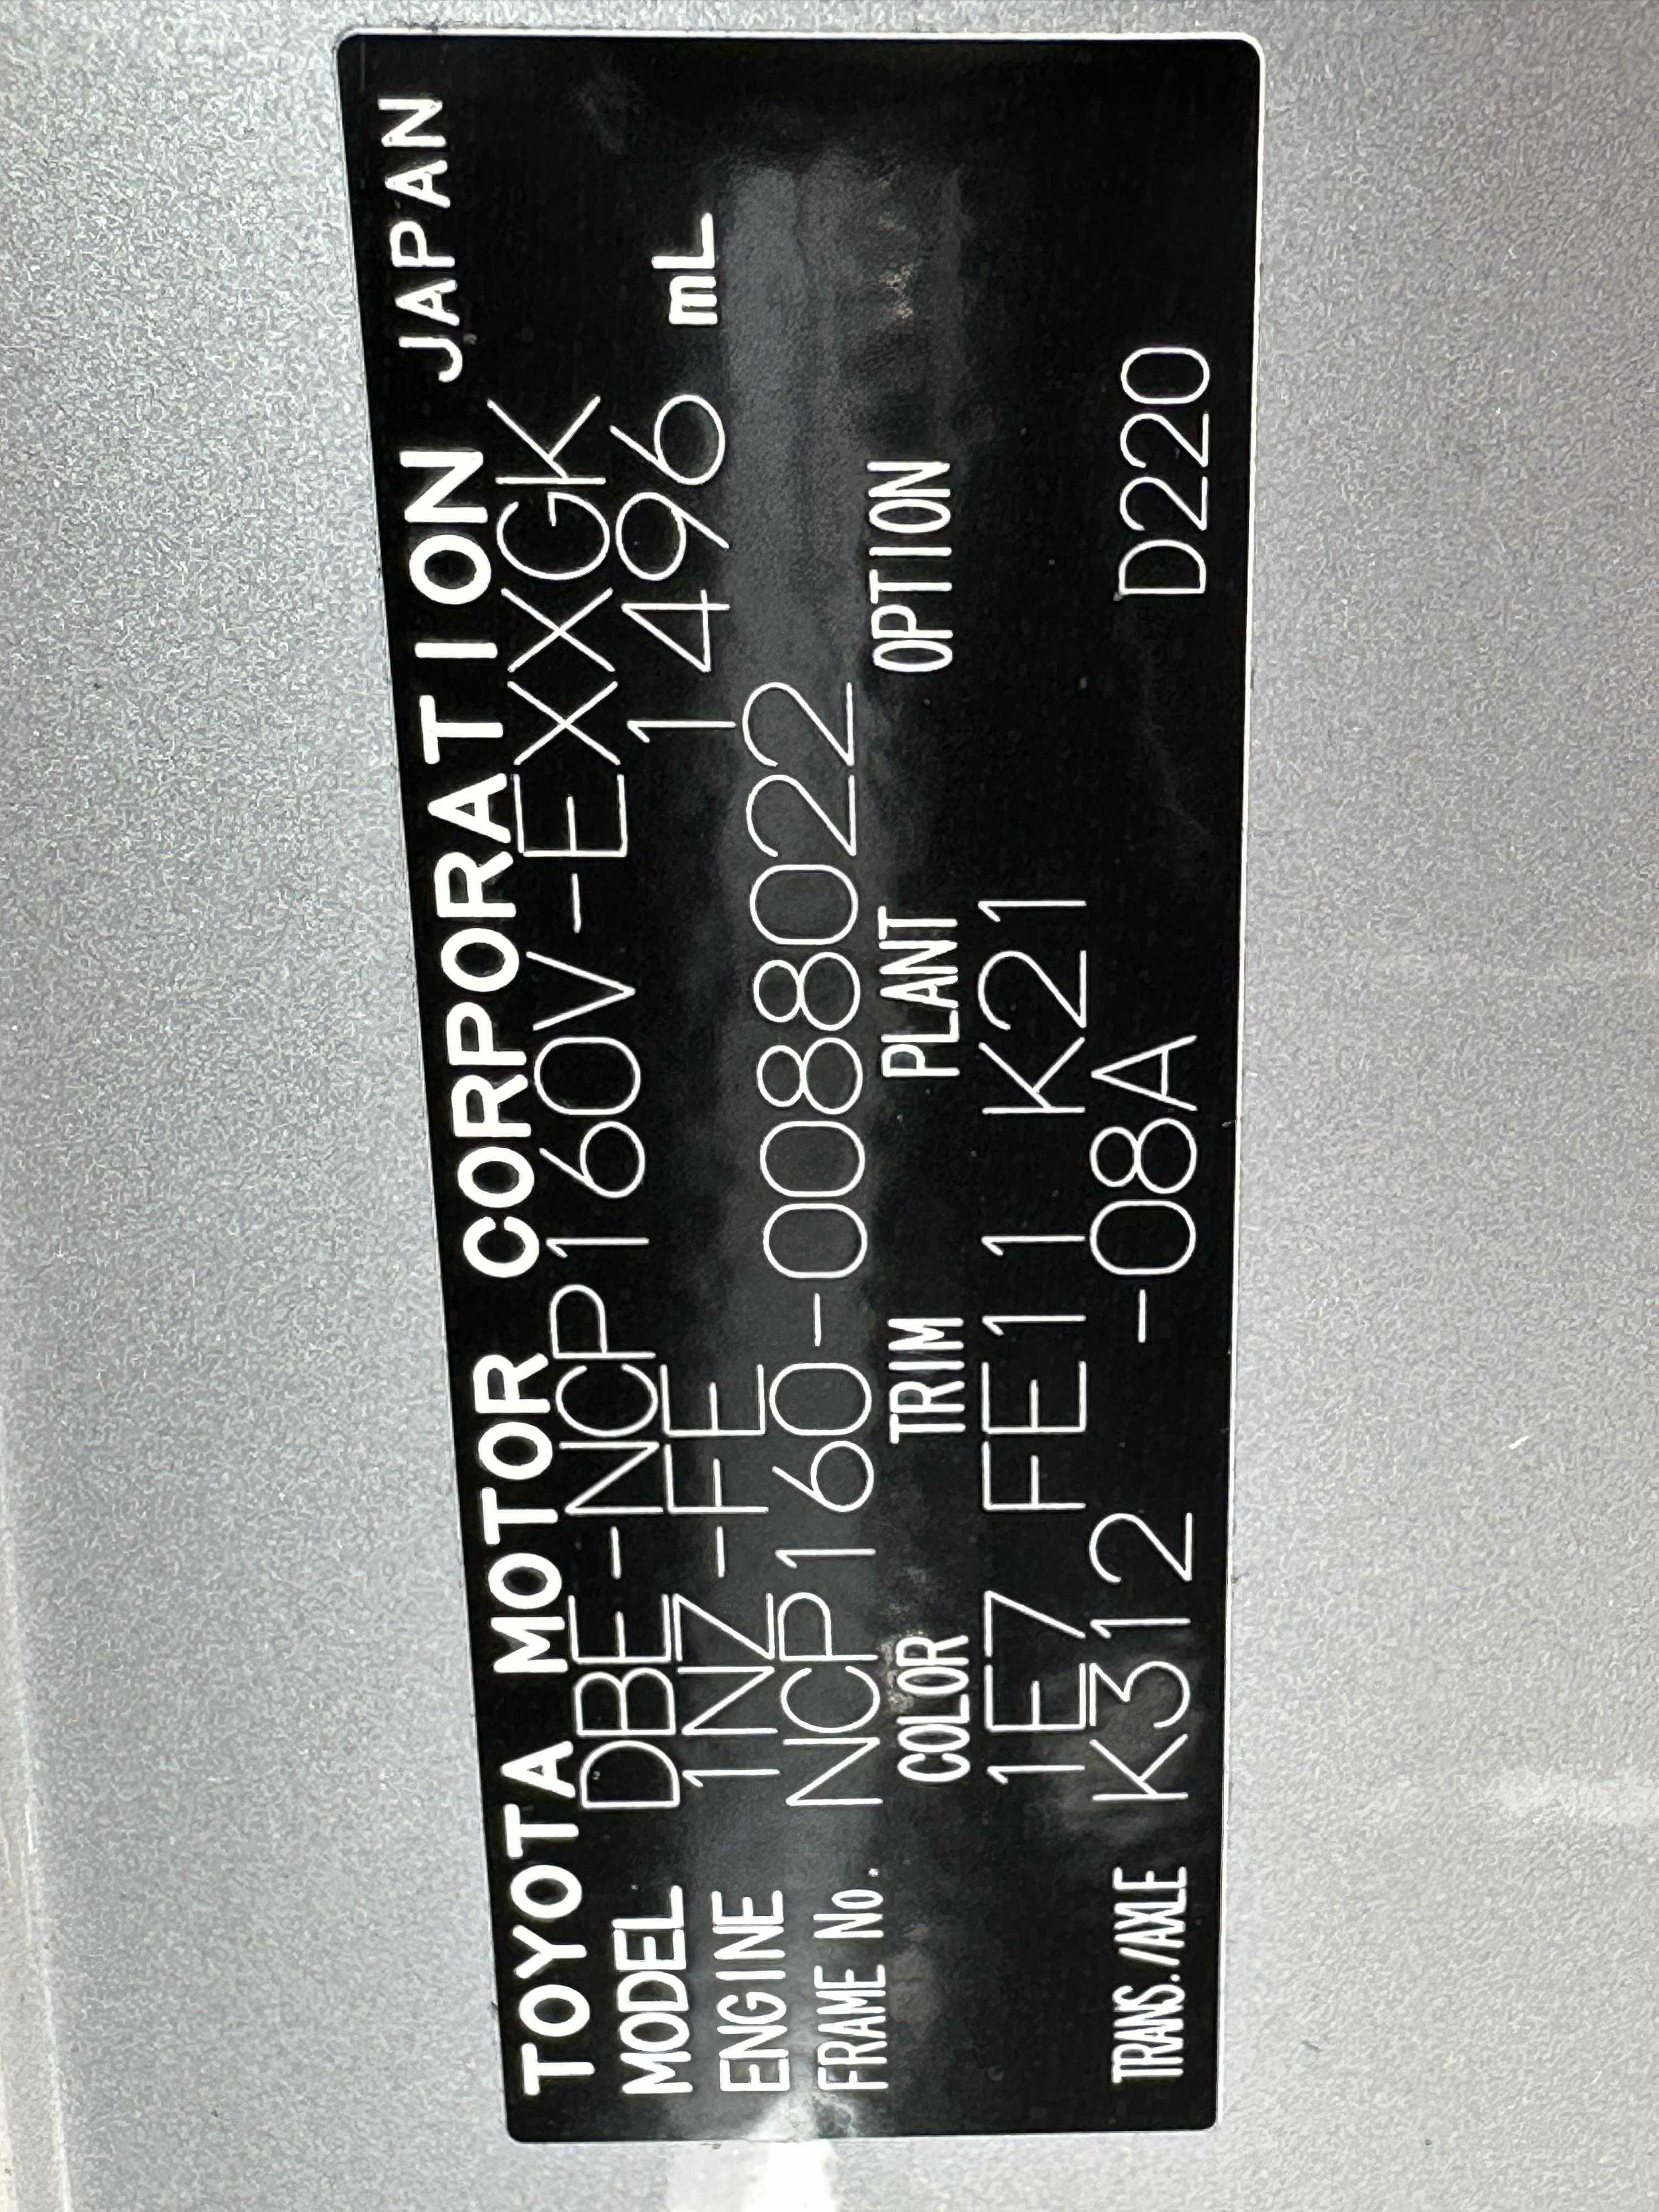 TOYOTA MOTOR CORPORATION JAPAN
MODEL DBE-NCP160V-EXXGK
ENGINE 1NZ-FE 1496 mL
FRAME No. NCP160-0088022
COLOR TRIM PLANT OPTION
1E7 FE11 K21
TRANS./AXLE K312 -08A D220